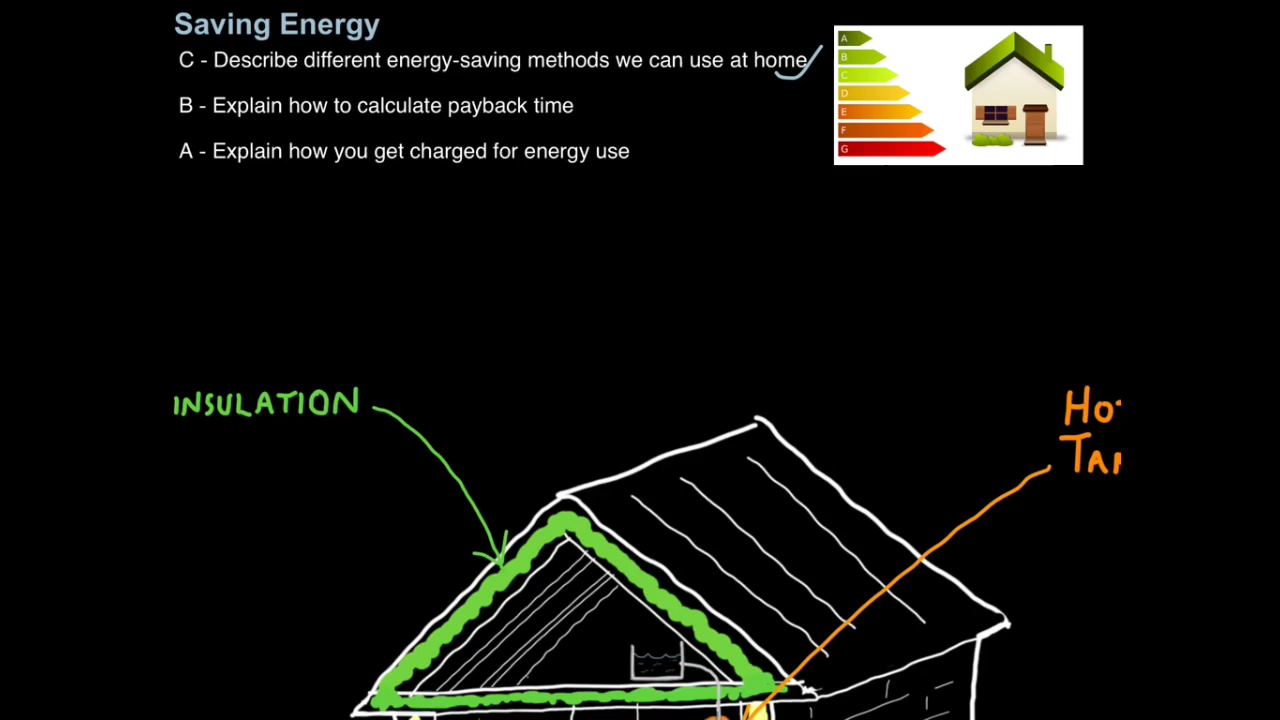 Saving Energy
C - Describe different energy-saving methods we can use at home
B - Explain how to calculate payback time
A - Explain how you get charged for energy use
A
B
C
D
E
F
G
INSULATION